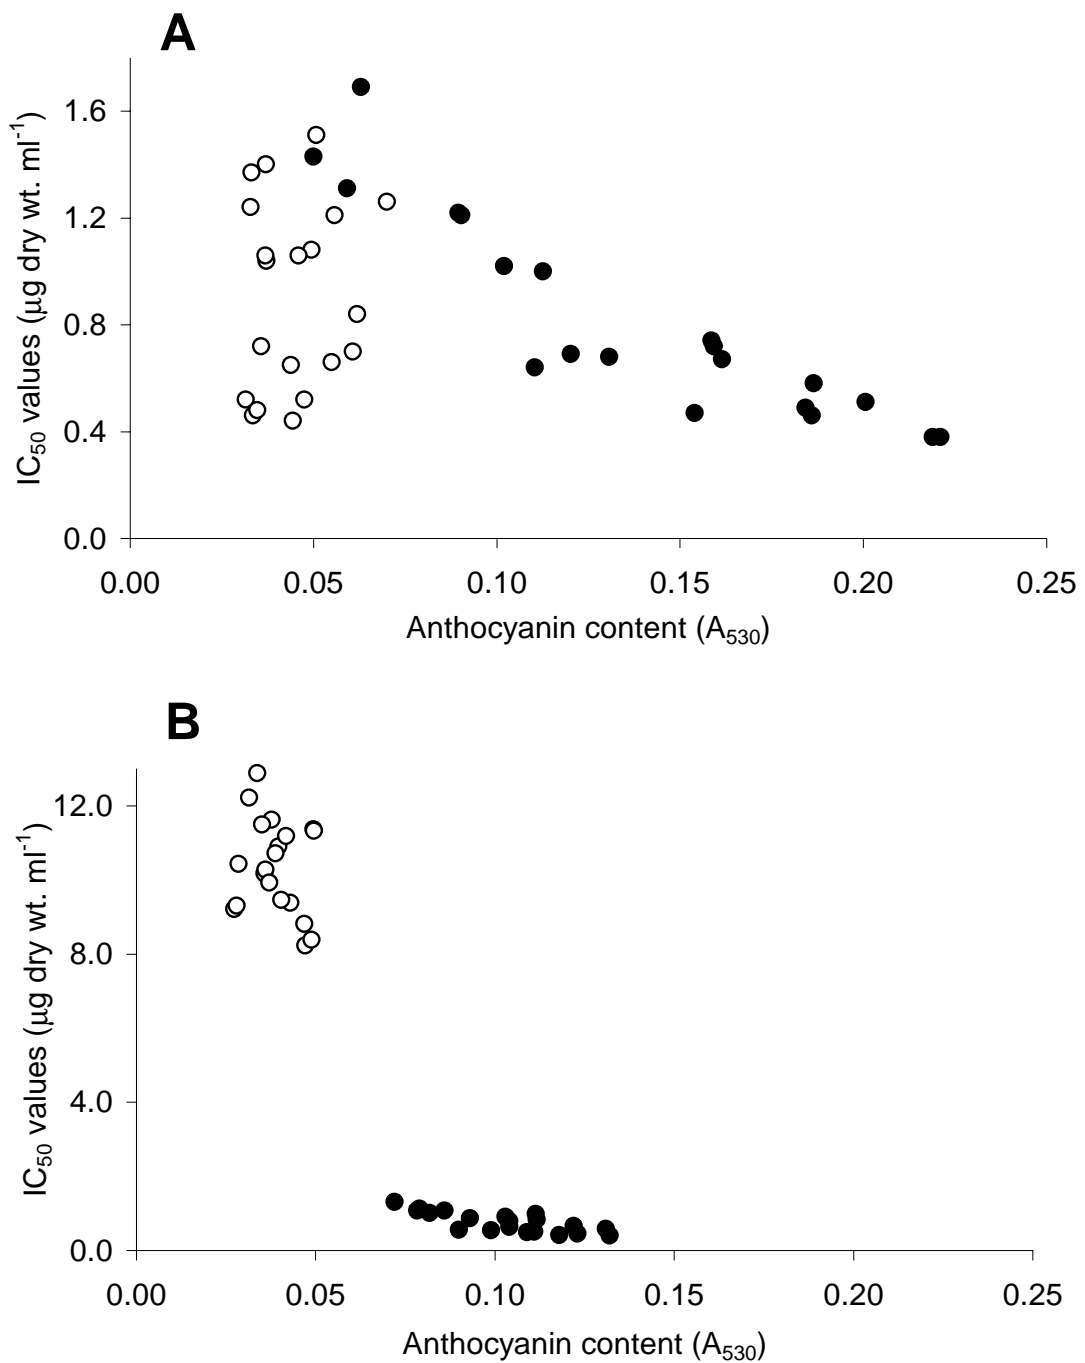 A
IC50 values (μg dry wt. ml-1)
1.6
1.2
0.8
0.4
0.0
0.00 0.05 0.10 0.15 0.20 0.25
Anthocyanin content (A530)
B
IC50 values (μg dry wt. ml-1)
12.0
8.0
4.0
0.0
0.00 0.05 0.10 0.15 0.20 0.25
Anthocyanin content (A530)